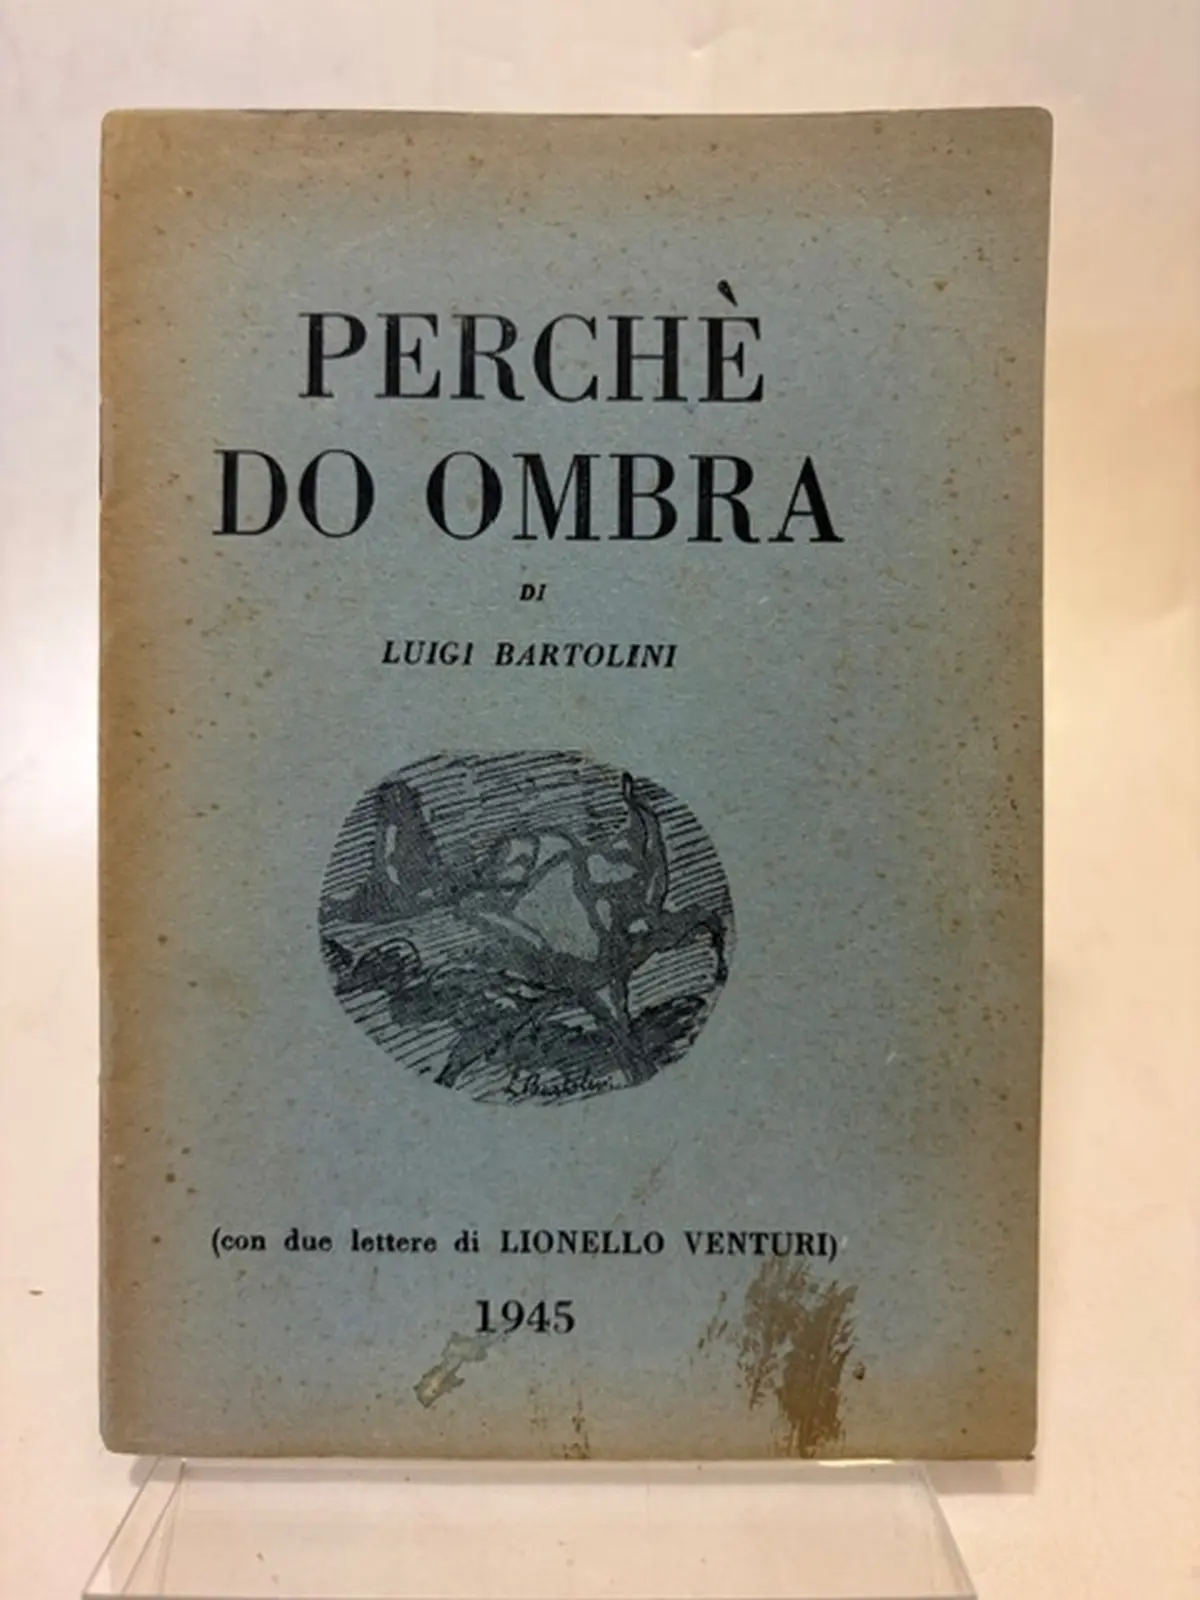 PERCHÈ
DO OMBRA
DI
LUIGI BARTOLINI
L Bartolini
(con due lettere di LIONELLO VENTURI)
1945